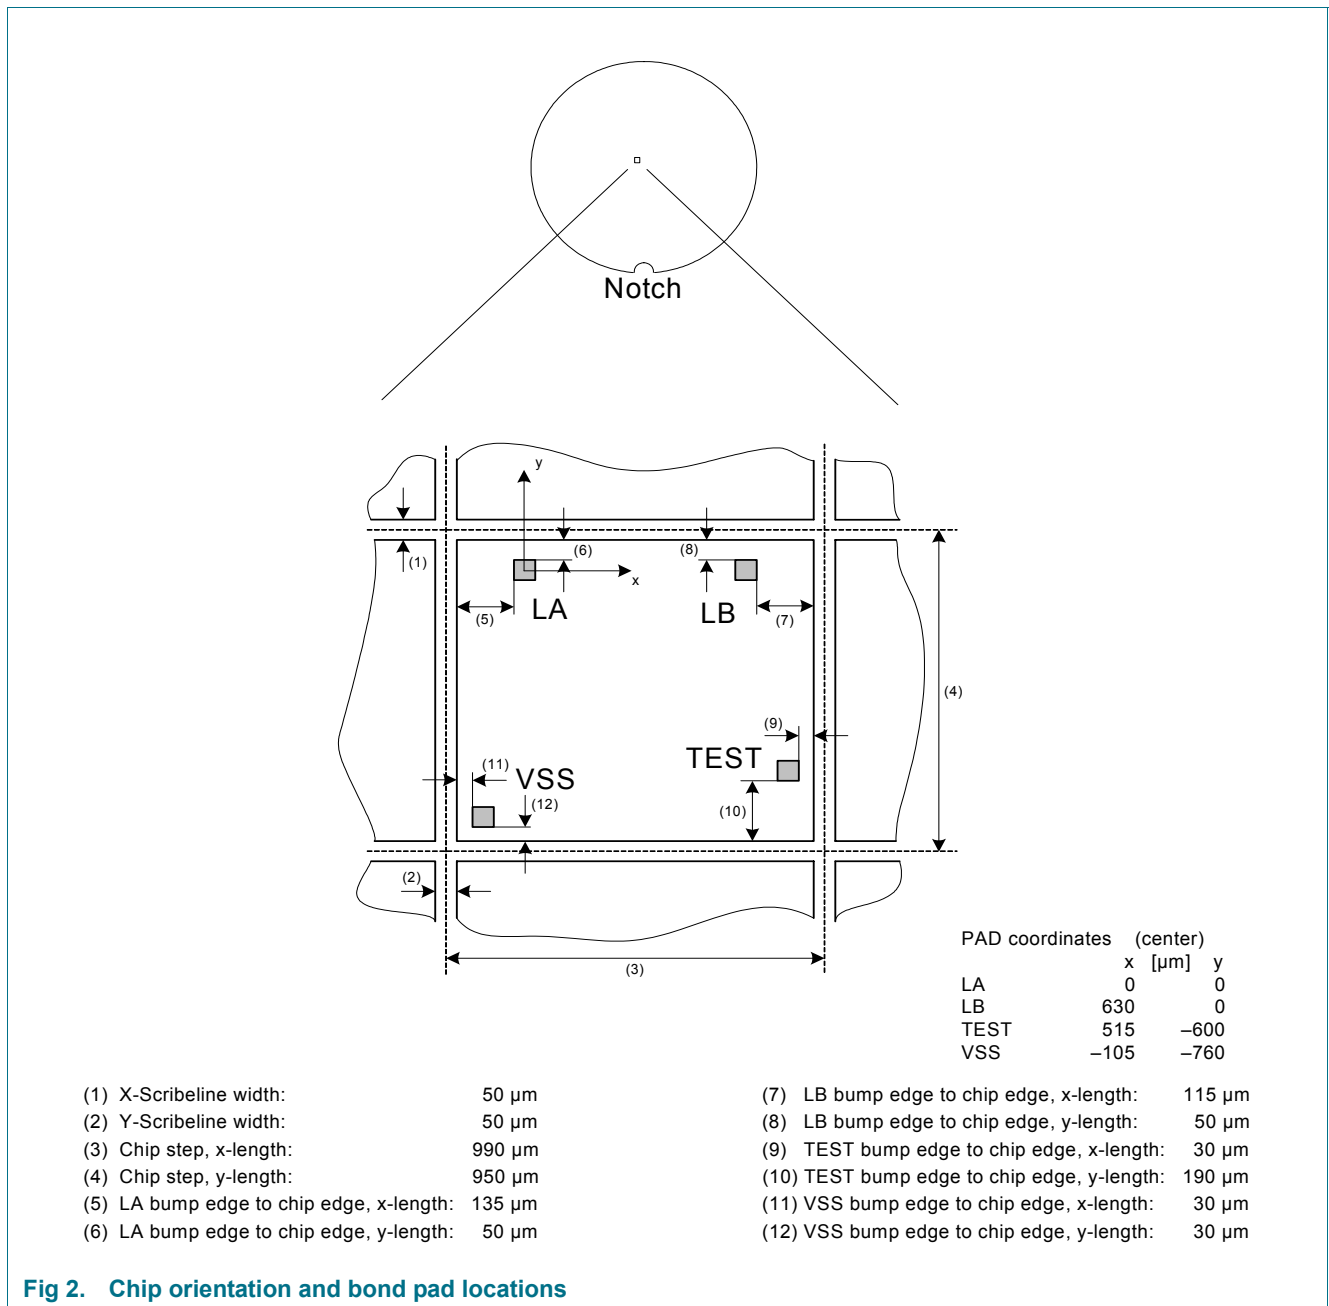 Notch
y
(6)
(8)
(1)
x
(5)
LA
LB
(7)
(4)
(9)
TEST
(11)
VSS
(12)
(10)
(2)
(3)
PAD coordinates (center)
x [µm] y
LA 0 0
LB 630 0
TEST 515 –600
VSS –105 –760
(1) X-Scribeline width: 50 µm
(2) Y-Scribeline width: 50 µm
(3) Chip step, x-length: 990 µm
(4) Chip step, y-length: 950 µm
(5) LA bump edge to chip edge, x-length: 135 µm
(6) LA bump edge to chip edge, y-length: 50 µm
(7) LB bump edge to chip edge, x-length: 115 µm
(8) LB bump edge to chip edge, y-length: 50 µm
(9) TEST bump edge to chip edge, x-length: 30 µm
(10) TEST bump edge to chip edge, y-length: 190 µm
(11) VSS bump edge to chip edge, x-length: 30 µm
(12) VSS bump edge to chip edge, y-length: 30 µm
Fig 2. Chip orientation and bond pad locations